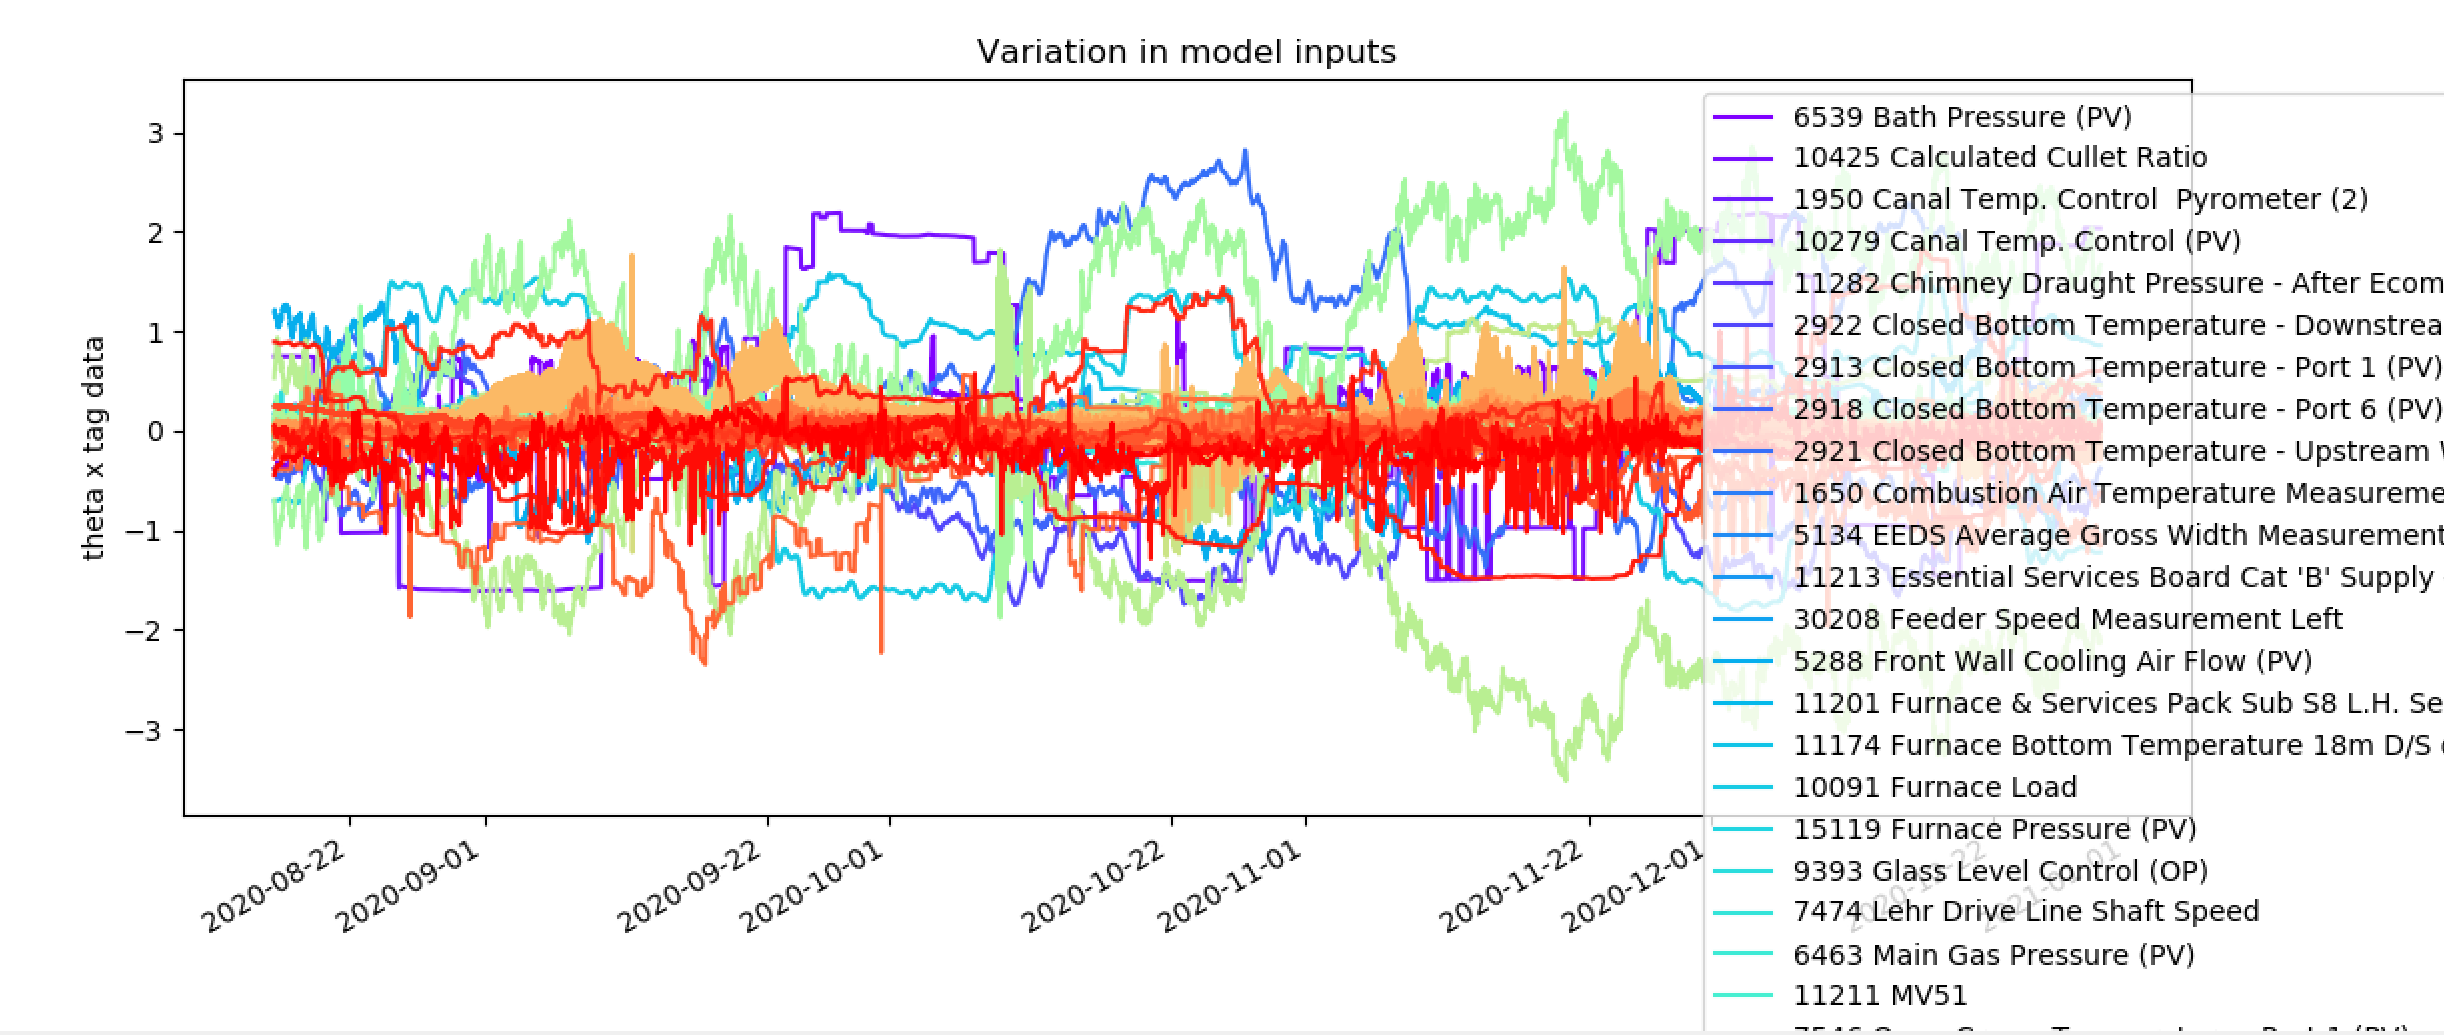 Variation in model inputs
theta x tag data
3
2
1
0
−1
−2
−3
2020-08-22
2020-09-01
2020-09-22
2020-10-01
2020-10-22
2020-11-01
2020-11-22
2020-12-01
2020-12-22
2021-01-01
6539 Bath Pressure (PV)
10425 Calculated Cullet Ratio
1950 Canal Temp. Control  Pyrometer (2)
10279 Canal Temp. Control (PV)
11282 Chimney Draught Pressure - After Ecom
2922 Closed Bottom Temperature - Downstrea
2913 Closed Bottom Temperature - Port 1 (PV)
2918 Closed Bottom Temperature - Port 6 (PV)
2921 Closed Bottom Temperature - Upstream
1650 Combustion Air Temperature Measureme
5134 EEDS Average Gross Width Measurement
11213 Essential Services Board Cat 'B' Supply
30208 Feeder Speed Measurement Left
5288 Front Wall Cooling Air Flow (PV)
11201 Furnace & Services Pack Sub S8 L.H. Se
11174 Furnace Bottom Temperature 18m D/S
10091 Furnace Load
15119 Furnace Pressure (PV)
9393 Glass Level Control (OP)
7474 Lehr Drive Line Shaft Speed
6463 Main Gas Pressure (PV)
11211 MV51